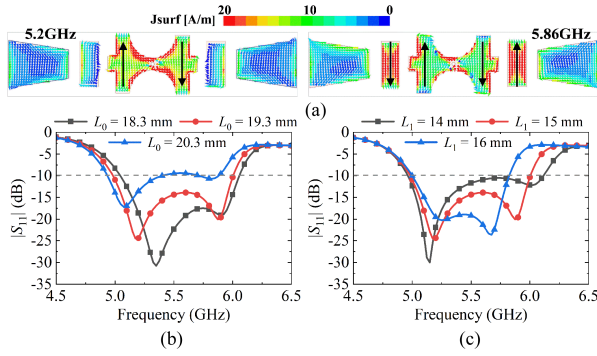 Jsurf [A/m]
20 10 5 0
5.2GHz 5.86GHz
(a)
L0 = 18.3 mm L0 = 19.3 mm
L0 = 20.3 mm
L1 = 14 mm L1 = 15 mm
L1 = 16 mm
0
-5
-10
-15
-20
-25
-30
-35
|S11| (dB)
4.5 5.0 5.5 6.0 6.5
Frequency (GHz)
(b)
0
-5
-10
-15
-20
-25
-30
-35
|S11| (dB)
4.5 5.0 5.5 6.0 6.5
Frequency (GHz)
(c)